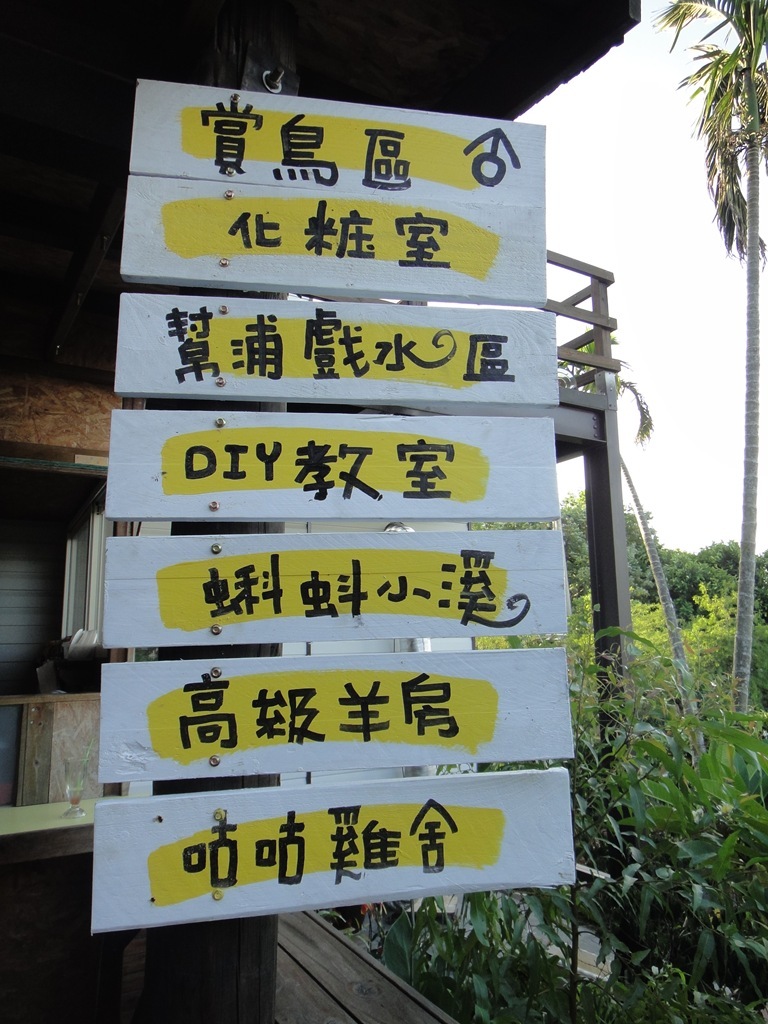 賞鳥區
化粧室
幫浦戲水區
DIY教室
蝌蚪小溪
高級羊房
咕咕雞舍